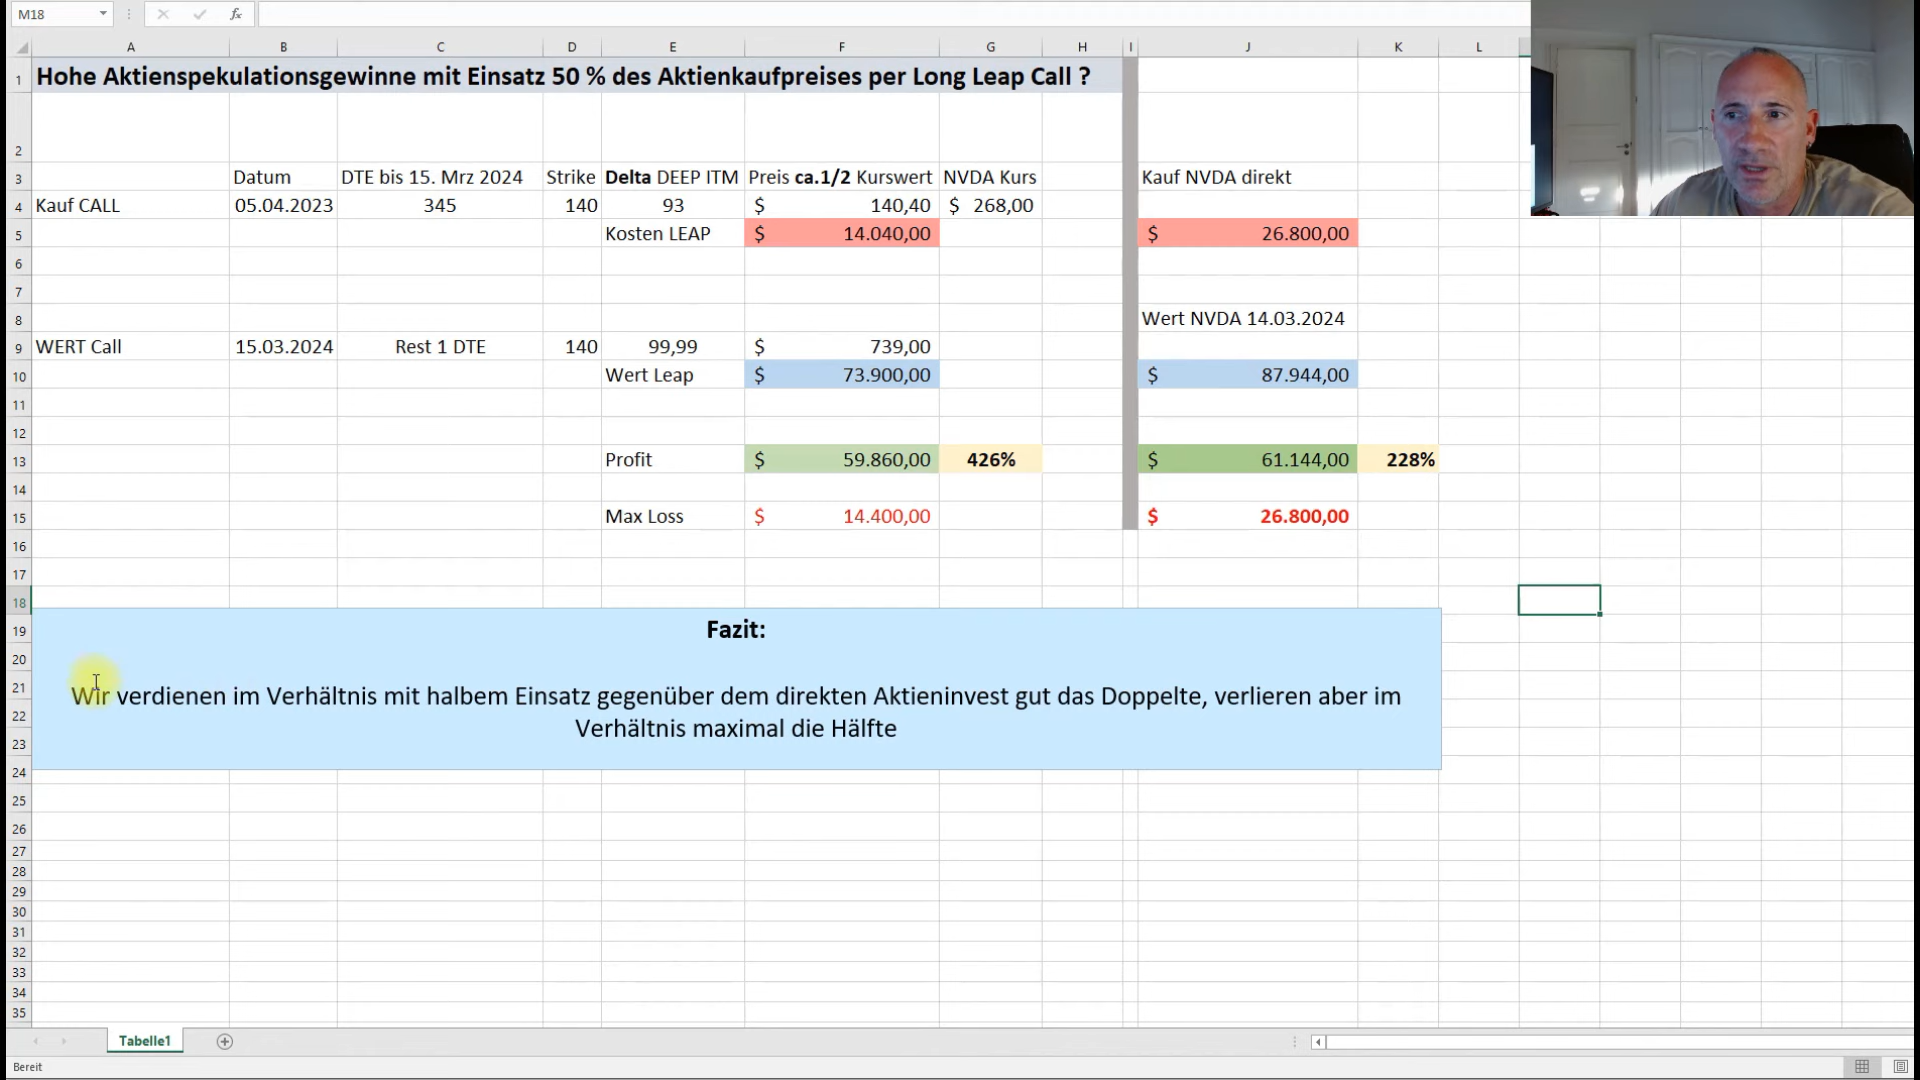 M18
fx
A B C D E F G H I J K L
1 Hohe Aktienspekulationsgewinne mit Einsatz 50 % des Aktienkaufpreises per Long Leap Call ?
2
3 Datum DTE bis 15. Mrz 2024 Strike Delta DEEP ITM Preis ca.1/2 Kurswert NVDA Kurs Kauf NVDA direkt
4 Kauf CALL 05.04.2023 345 140 93 $ 140,40 $ 268,00
5 Kosten LEAP $ 14.040,00 $ 26.800,00
6
7
8 Wert NVDA 14.03.2024
9 WERT Call 15.03.2024 Rest 1 DTE 140 99,99 $ 739,00
10 Wert Leap $ 73.900,00 $ 87.944,00
11
12
13 Profit $ 59.860,00 426% $ 61.144,00 228%
14
15 Max Loss $ 14.400,00 $ 26.800,00
16
17
18
19 Fazit:
20
21 Wir verdienen im Verhältnis mit halbem Einsatz gegenüber dem direkten Aktieninvest gut das Doppelte, verlieren aber im
22 Verhältnis maximal die Hälfte
23
24
25
26
27
28
29
30
31
32
33
34
35
Tabelle1
Bereit